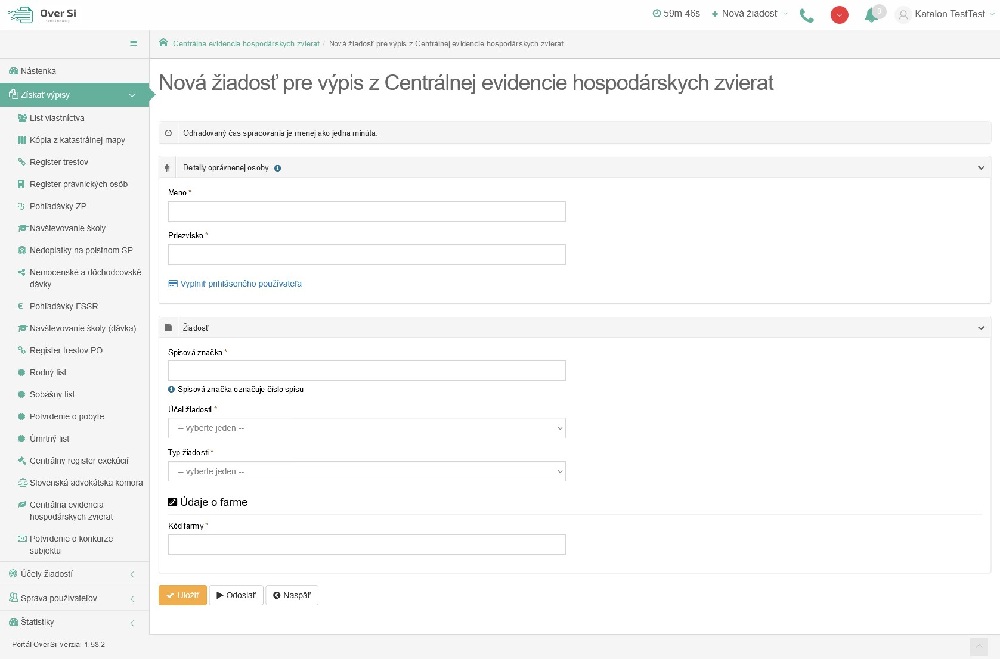 Over Si
Centrálne údaje
59m 46s
Nová žiadosť
0
Katalon TestTest
Centrálna evidencia hospodárskych zvierat / Nová žiadosť pre výpis z Centrálnej evidencie hospodárskych zvierat
Nástenka
Získať výpisy
List vlastníctva
Kópia z katastrálnej mapy
Register trestov
Register právnických osôb
Pohľadávky ZP
Navštevovanie školy
Nedoplatky na poistnom SP
Nemocenské a dôchodcovské
dávky
Pohľadávky FSSR
Navštevovanie školy (dávka)
Register trestov PO
Rodný list
Sobášny list
Potvrdenie o pobyte
Úmrtný list
Centrálny register exekúcií
Slovenská advokátska komora
Centrálna evidencia
hospodárskych zvierat
Potvrdenie o konkurze
subjektu
Účely žiadostí
Správa používateľov
Štatistiky
Portál OverSi, verzia: 1.58.2
Nová žiadosť pre výpis z Centrálnej evidencie hospodárskych zvierat
Odhadovaný čas spracovania je menej ako jedna minúta.
Detaily oprávnenej osoby
Meno *
Priezvisko *
Vyplniť prihláseného používateľa
Žiadosť
Spisová značka *
Spisová značka označuje číslo spisu
Účel žiadosti *
-- vyberte jeden --
Typ žiadosti *
-- vyberte jeden --
Údaje o farme
Kód farmy *
Uložiť
Odoslať
Naspäť